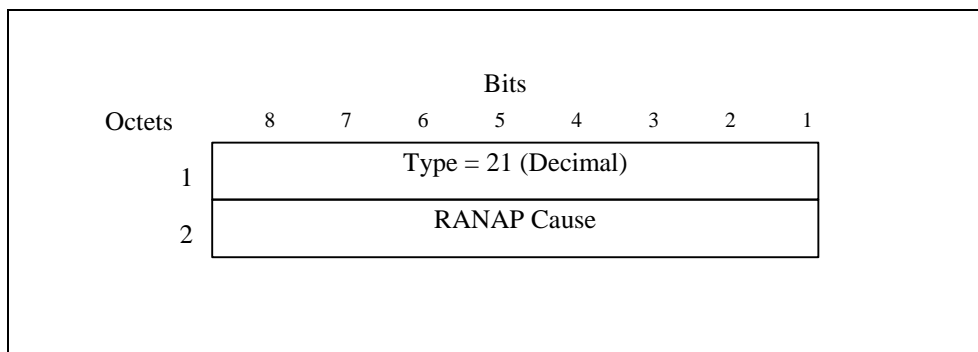 Bits
Octets 8 7 6 5 4 3 2 1
1 Type = 21 (Decimal)
2 RANAP Cause